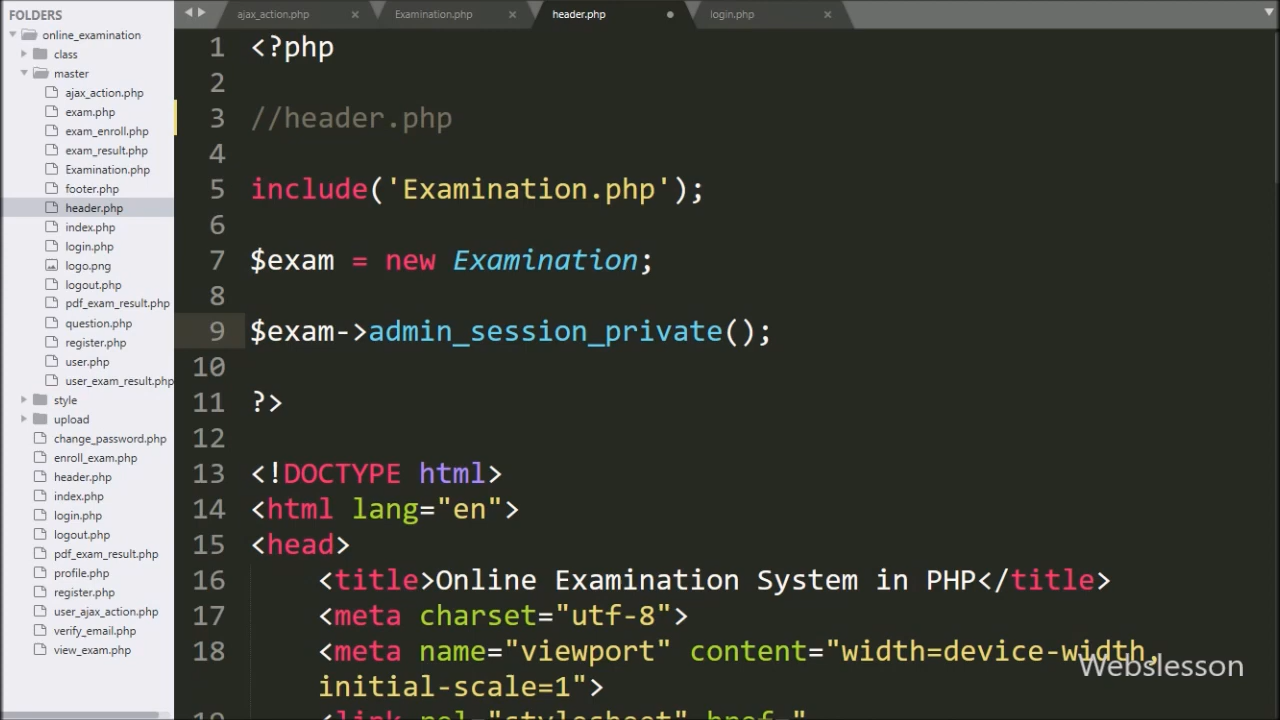 FOLDERS
online_examination
class
master
ajax_action.php
exam.php
exam_enroll.php
exam_result.php
Examination.php
footer.php
header.php
index.php
login.php
logo.png
logout.php
pdf_exam_result.php
question.php
register.php
user.php
user_exam_result.php
style
upload
change_password.php
enroll_exam.php
header.php
index.php
login.php
logout.php
pdf_exam_result.php
profile.php
register.php
user_ajax_action.php
verify_email.php
view_exam.php
ajax_action.php Examination.php header.php login.php
1 <?php
2
3 //header.php
4
5 include('Examination.php');
6
7 $exam = new Examination;
8
9 $exam->admin_session_private();
10
11 ?>
12
13 <!DOCTYPE html>
14 <html lang="en">
15 <head>
16 <title>Online Examination System in PHP</title>
17 <meta charset="utf-8">
18 <meta name="viewport" content="width=device-width,
initial-scale=1">
19 <link rel="stylesheet" href="
Webslesson